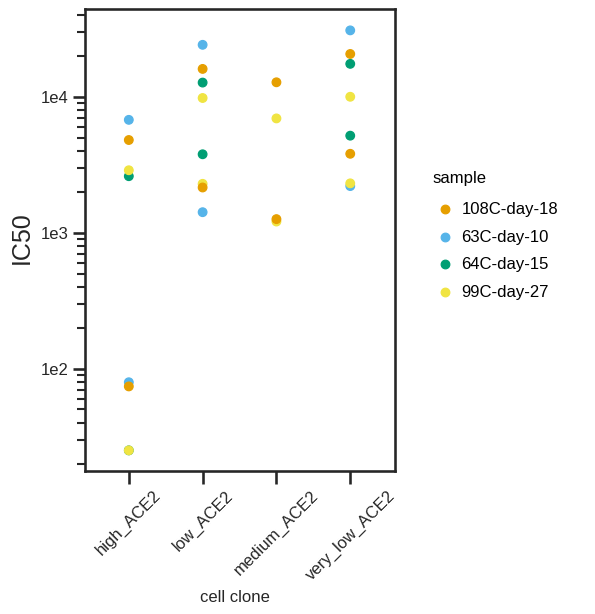 1e4
1e3
1e2
IC50
high_ACE2
low_ACE2
medium_ACE2
very_low_ACE2
cell clone
sample
108C-day-18
63C-day-10
64C-day-15
99C-day-27